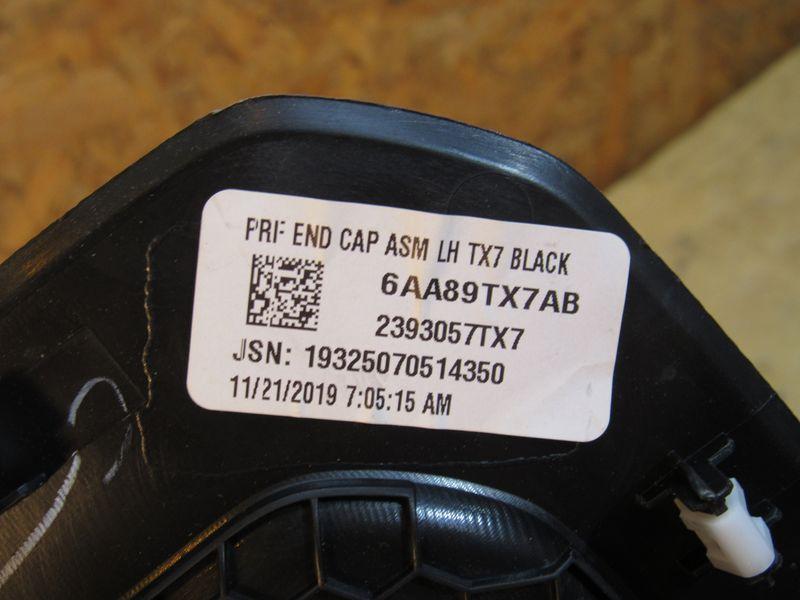 PRF END CAP ASM LH TX7 BLACK
6AA89TX7AB
2393057TX7
JSN: 19325070514350
11/21/2019 7:05:15 AM